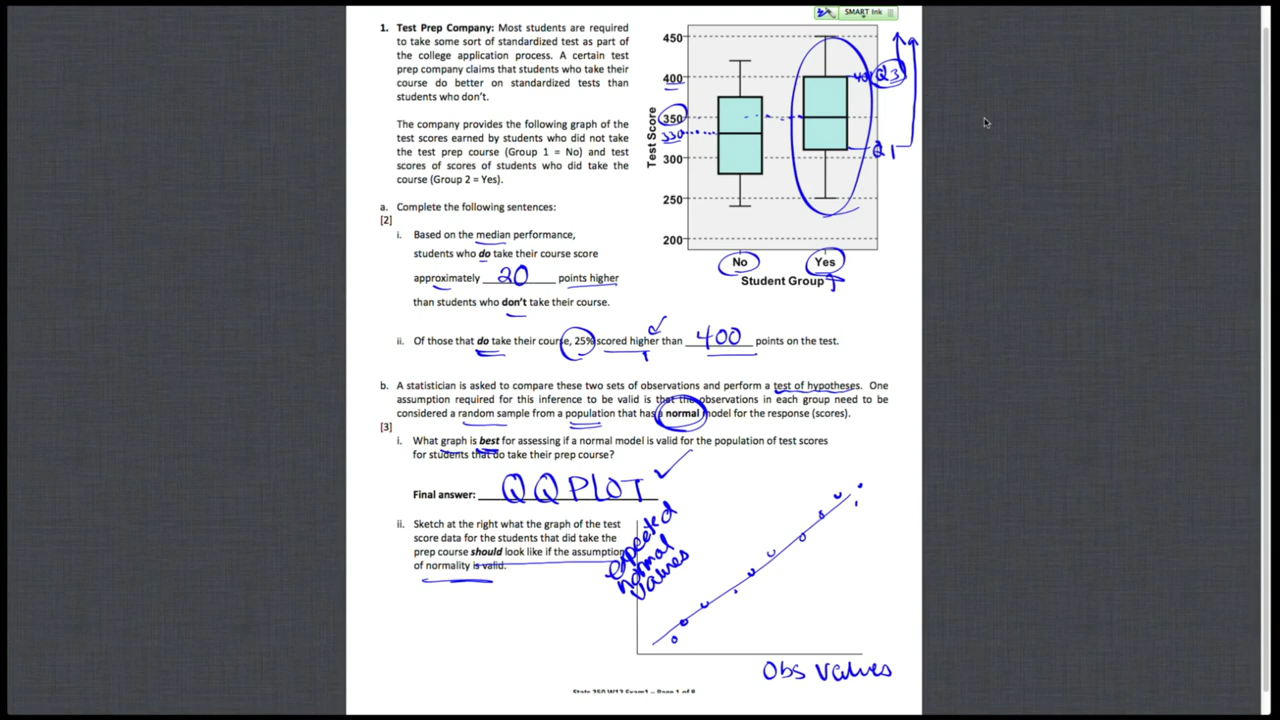 SMART Ink
1. Test Prep Company: Most students are required
to take some sort of standardized test as part of
the college application process. A certain test
prep company claims that students who take their
course do better on standardized tests than
students who don't.
The company provides the following graph of the
test scores earned by students who did not take
the test prep course (Group 1 = No) and test
scores of scores of students who did take the
course (Group 2 = Yes).
450
400
350
300
250
200
330
400 Q3
Q1
Test Score
No
Yes
Student Group
a. Complete the following sentences:
[2]
i. Based on the median performance,
students who do take their course score
approximately 20 points higher
than students who don't take their course.
ii. Of those that do take their course, 25% scored higher than 400 points on the test.
b. A statistician is asked to compare these two sets of observations and perform a test of hypotheses. One
assumption required for this inference to be valid is that the observations in each group need to be
considered a random sample from a population that has a normal model for the response (scores).
[3]
i. What graph is best for assessing if a normal model is valid for the population of test scores
for students that do take their prep course?
Final answer: QQ PLOT
ii. Sketch at the right what the graph of the test
score data for the students that did take the
prep course should look like if the assumption
of normality is valid.
expected
normal
values
Obs values
Stats 250 W12 Exam1 – Page 1 of 8